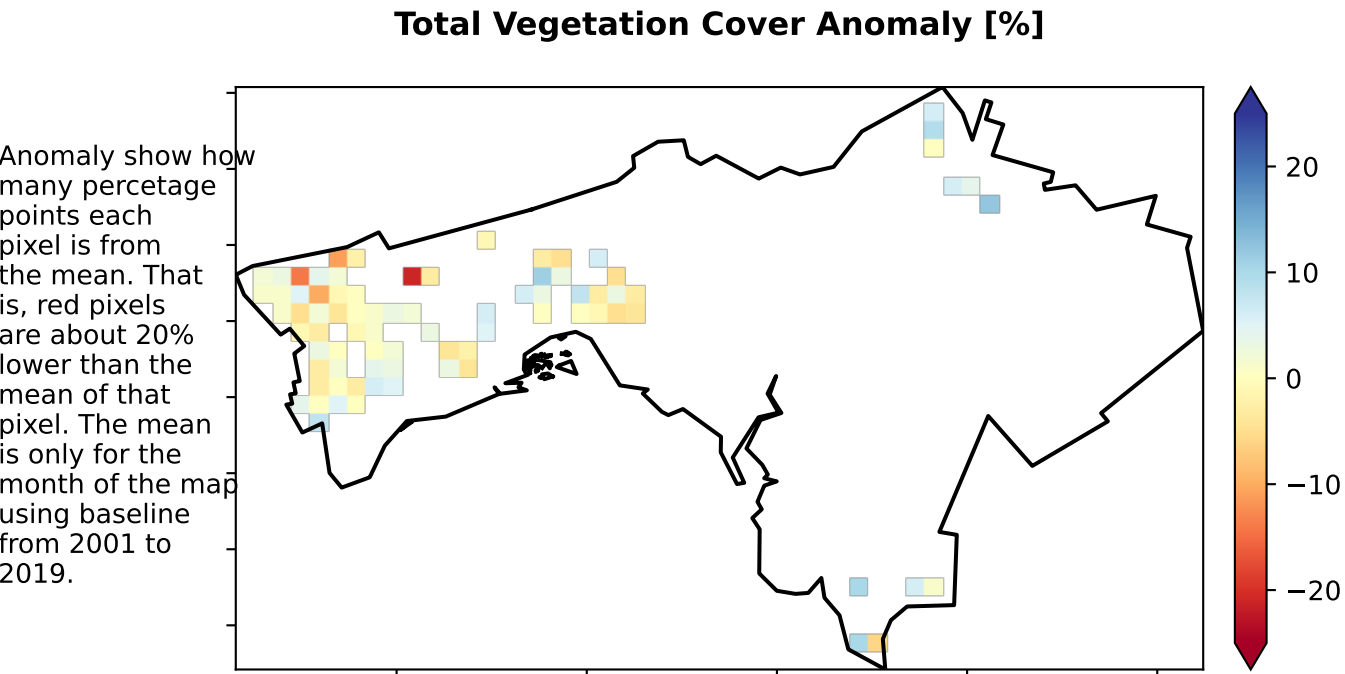 Total Vegetation Cover Anomaly [%]
Anomaly show how
many percetage
points each
pixel is from
the mean. That
is, red pixels
are about 20%
lower than the
mean of that
pixel. The mean
is only for the
month of the map
using baseline
from 2001 to
2019.
20
10
0
−10
−20